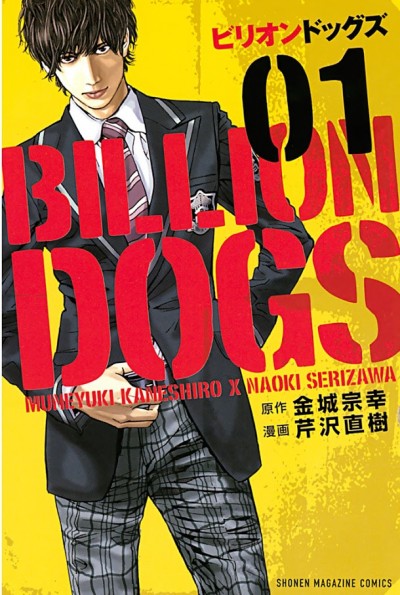 ビリオンドッグズ
01
BILLION
DOGS
MUNEYUKI KANESHIRO X NAOKI SERIZAWA
原作 金城宗幸
漫画 芹沢直樹
SHONEN MAGAZINE COMICS